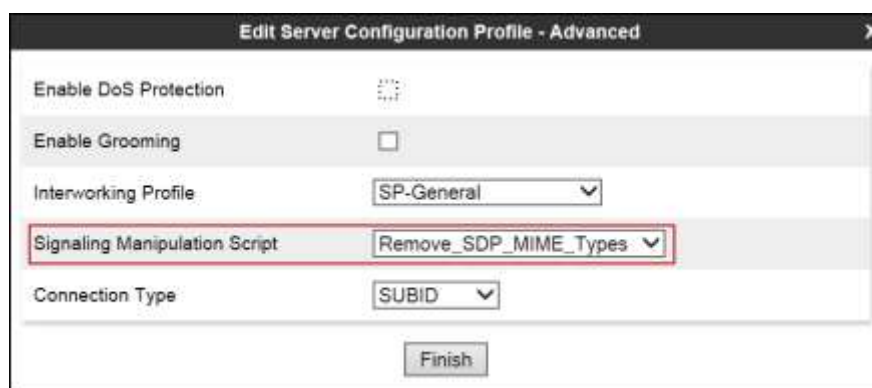 Edit Server Configuration Profile - Advanced X
Enable DoS Protection
Enable Grooming
Interworking Profile SP-General
Signaling Manipulation Script Remove_SDP_MIME_Types
Connection Type SUBID
Finish